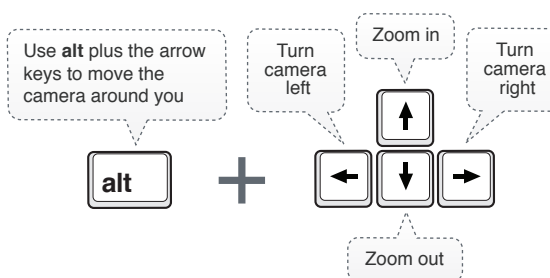 Use alt plus the arrow
keys to move the
camera around you
Turn
camera
left
Zoom in
Turn
camera
right
alt
+
Zoom out